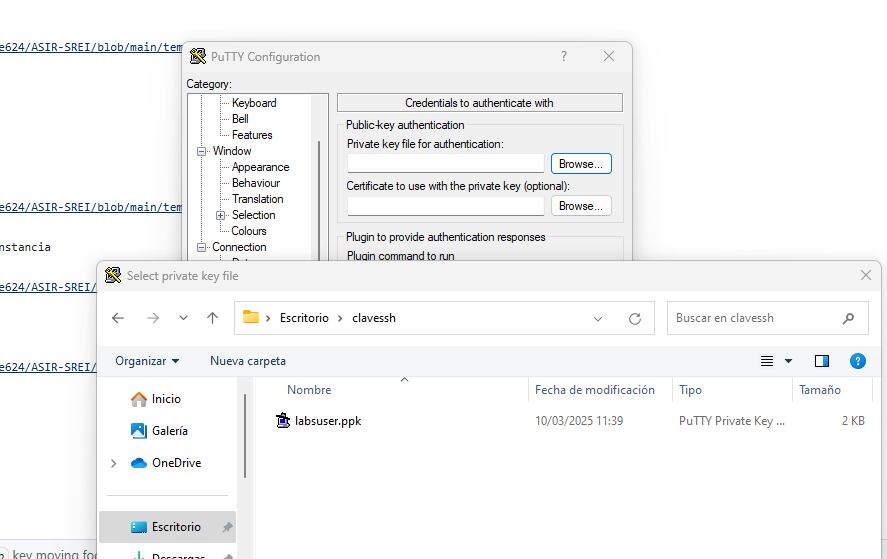 e624/ASIR-SREI/blob/main/tem
PuTTY Configuration
Category:
Keyboard
Bell
Features
Window
Appearance
Behaviour
Translation
Selection
Colours
Connection
Credentials to authenticate with
Public-key authentication
Private key file for authentication:
Browse...
Certificate to use with the private key (optional):
Browse...
Plugin to provide authentication responses
Plugin command to run
e624/ASIR-SREI/blob/main/tem
nstancia
e624/ASIR-SREI/
e624/ASIR-SREI/
Select private key file
Escritorio > clavessh
Buscar en clavessh
Organizar
Nueva carpeta
Inicio
Galería
OneDrive
Escritorio
Descargas
Nombre Fecha de modificación Tipo Tamaño
labsuser.ppk 10/03/2025 11:39 PuTTY Private Key ... 2 KB
key moving